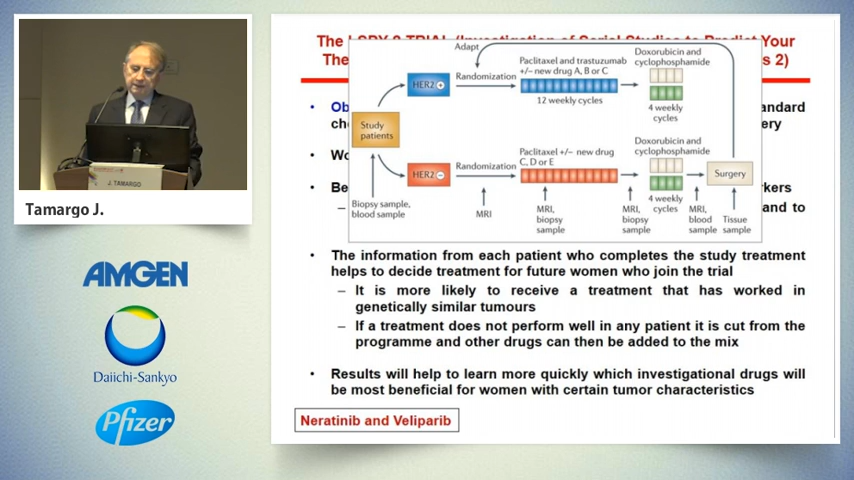 J. TAMARGO
Tamargo J.
AMGEN
Daiichi-Sankyo
Pfizer
The I-SPY 2 TRIAL (Investigation of Serial Studies to Predict Your
The
s 2)
Adapt
HER2 +
Randomization
Paclitaxel and trastuzumab
+/− new drug A, B or C
12 weekly cycles
Doxorubicin and
cyclophosphamide
4 weekly
cycles
Study
patients
HER2 −
Randomization
Paclitaxel +/− new drug
C, D or E
Doxorubicin and
cyclophosphamide
4 weekly
cycles
Surgery
Biopsy sample,
blood sample
MRI
MRI,
biopsy
sample
MRI,
biopsy
sample
MRI,
blood
sample
Tissue
sample
• Ob
andard
che
ery
• Wo
• Be
rkers
–
and to
• The information from each patient who completes the study treatment
helps to decide treatment for future women who join the trial
– It is more likely to receive a treatment that has worked in
genetically similar tumours
– If a treatment does not perform well in any patient it is cut from the
programme and other drugs can then be added to the mix
• Results will help to learn more quickly which investigational drugs will
be most beneficial for women with certain tumor characteristics
Neratinib and Veliparib